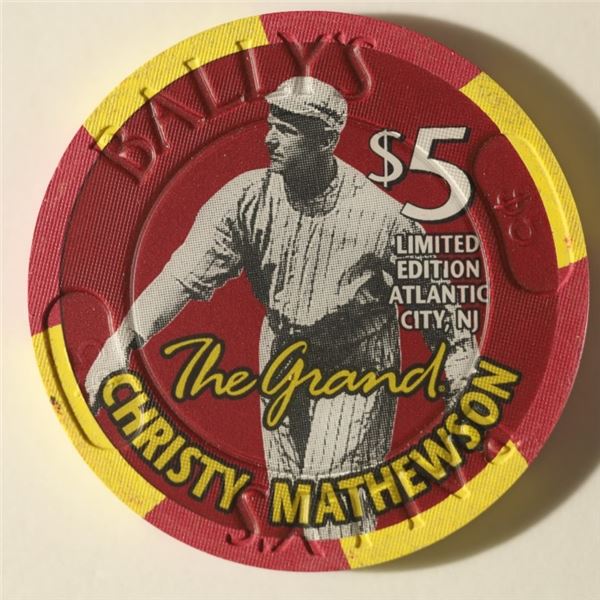 BALLY'S
$5
LIMITED
EDITION
ATLANTIC
CITY, NJ
The Grand.
CHRISTY MATHEWSON